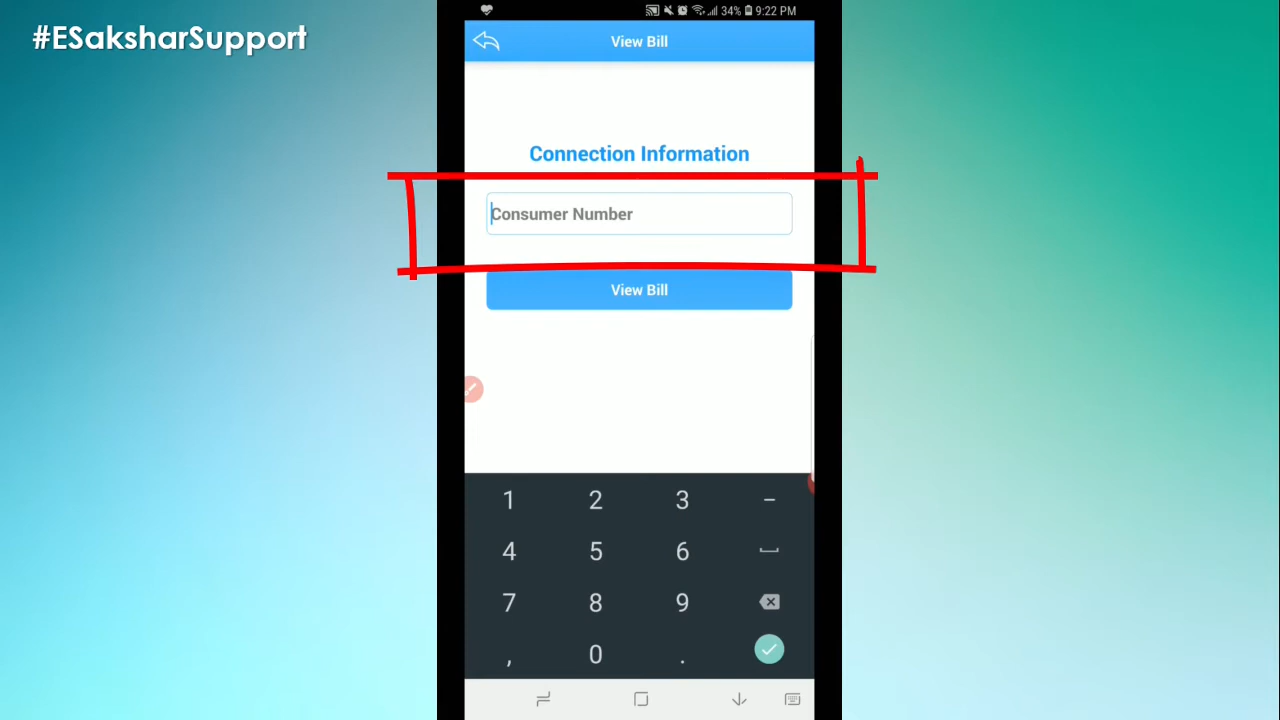 #ESaksharSupport
34% 9:22 PM
View Bill
Connection Information
Consumer Number
View Bill
1 2 3 -
4 5 6
7 8 9
, 0 .